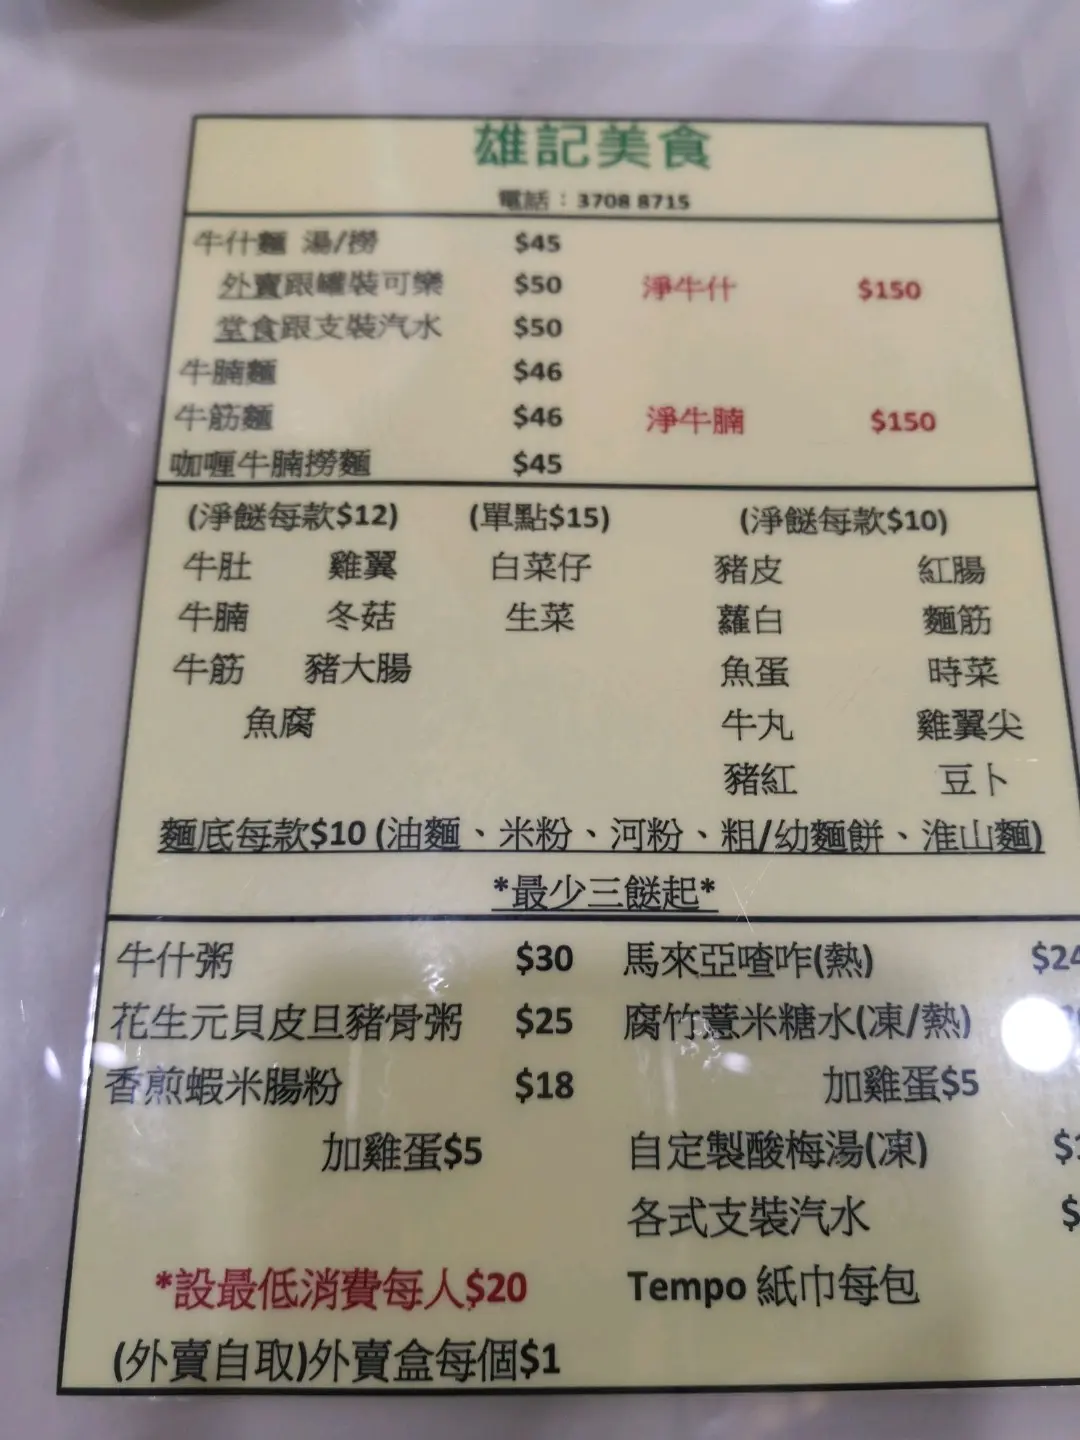 雄記美食
電話：3708 8715
牛什麵 湯/撈 $45
外賣跟罐裝可樂 $50 淨牛什 $150
堂食跟支裝汽水 $50
牛腩麵 $46
牛筋麵 $46 淨牛腩 $150
咖喱牛腩撈麵 $45
(淨餸每款$12) (單點$15) (淨餸每款$10)
牛肚 雞翼 白菜仔 豬皮 紅腸
牛腩 冬菇 生菜 蘿白 麵筋
牛筋 豬大腸 魚蛋 時菜
魚腐 牛丸 雞翼尖
豬紅 豆卜
麵底每款$10 (油麵、米粉、河粉、粗/幼麵餅、淮山麵)
*最少三餸起*
牛什粥 $30 馬來亞喳咋(熱) $24
花生元貝皮旦豬骨粥 $25 腐竹薏米糖水(凍/熱)
香煎蝦米腸粉 $18 加雞蛋$5
加雞蛋$5 自定製酸梅湯(凍)
各式支裝汽水
*設最低消費每人$20 Tempo 紙巾每包
(外賣自取)外賣盒每個$1